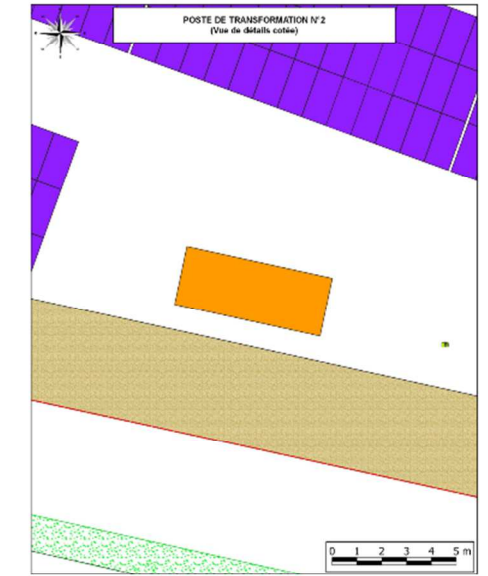 POSTE DE TRANSFORMATION N°2
(Vue de détails cotée)
0 1 2 3 4 5 m